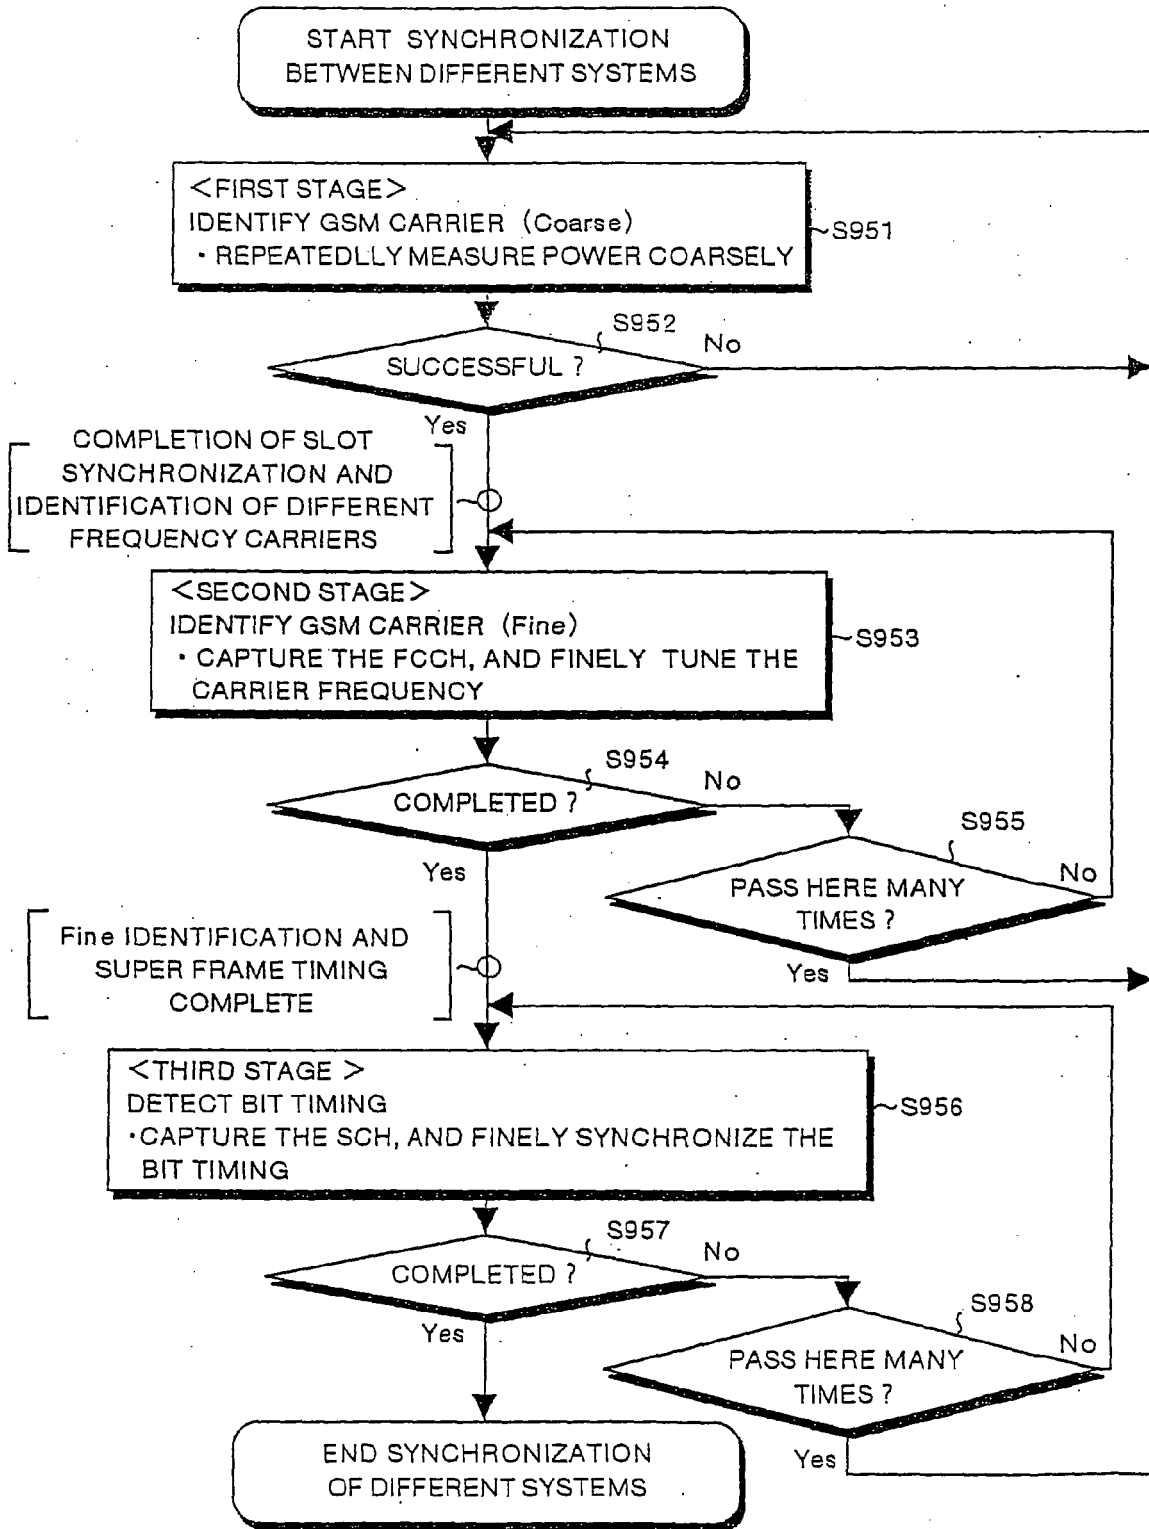 START SYNCHRONIZATION
BETWEEN DIFFERENT SYSTEMS
<FIRST STAGE>
IDENTIFY GSM CARRIER (Coarse)
・REPEATEDLLY MEASURE POWER COARSELY
S951
S952
SUCCESSFUL ?
No
Yes
COMPLETION OF SLOT
SYNCHRONIZATION AND
IDENTIFICATION OF DIFFERENT
FREQUENCY CARRIERS
<SECOND STAGE>
IDENTIFY GSM CARRIER (Fine)
・CAPTURE THE FCCH, AND FINELY TUNE THE
CARRIER FREQUENCY
S953
S954
COMPLETED ?
No
Yes
S955
PASS HERE MANY
TIMES ?
No
Yes
Fine IDENTIFICATION AND
SUPER FRAME TIMING
COMPLETE
<THIRD STAGE >
DETECT BIT TIMING
・CAPTURE THE SCH, AND FINELY SYNCHRONIZE THE
BIT TIMING
S956
S957
COMPLETED ?
No
Yes
S958
PASS HERE MANY
TIMES ?
No
Yes
END SYNCHRONIZATION
OF DIFFERENT SYSTEMS